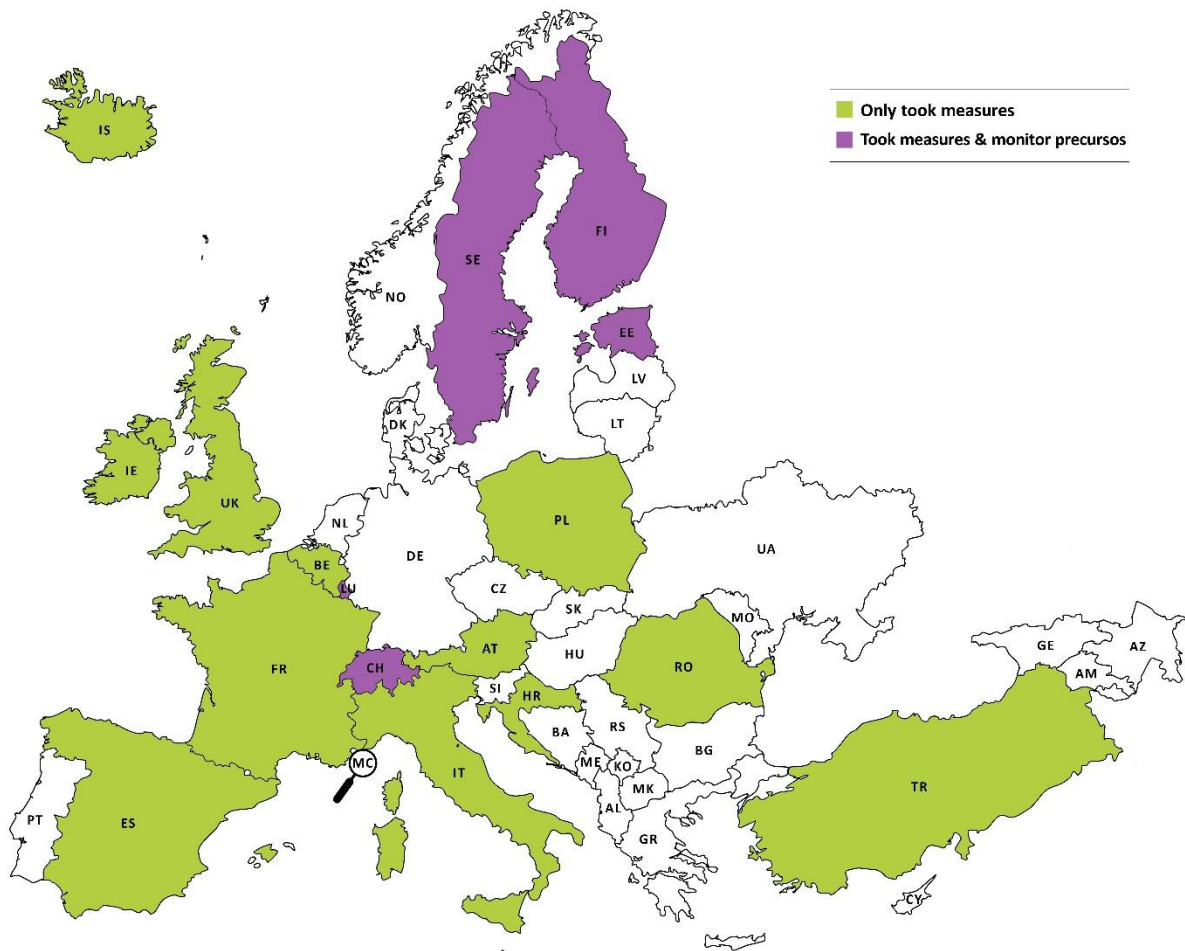 Only took measures
Took measures & monitor precursos
IS
FI
SE
NO
EE
LV
LT
DK
IE
UK
NL
PL
DE
UA
BE
LU
CZ
SK
MO
FR
CH
AT
HU
RO
GE
AZ
AM
SI
HR
BA
RS
BG
MC
IT
ME
KO
MK
TR
AL
PT
ES
GR
CY